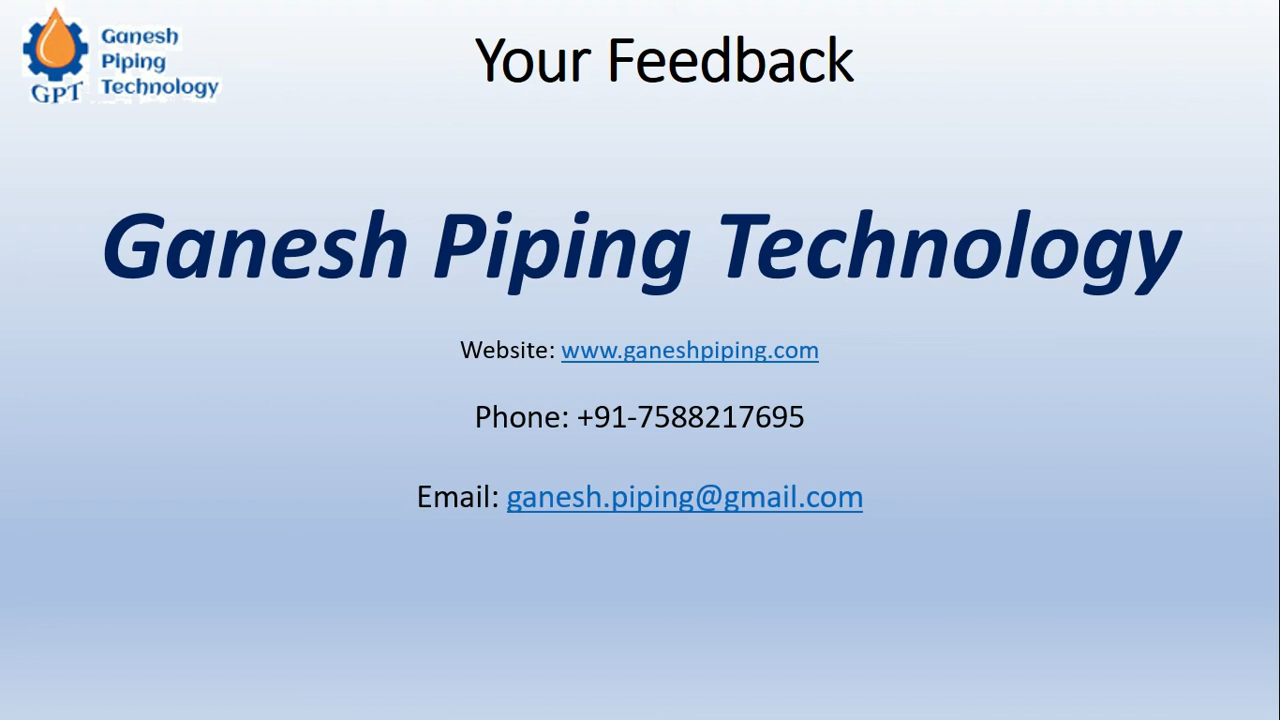 Ganesh
Piping
Technology
GPT
Your Feedback
Ganesh Piping Technology
Website: www.ganeshpiping.com
Phone: +91-7588217695
Email: ganesh.piping@gmail.com